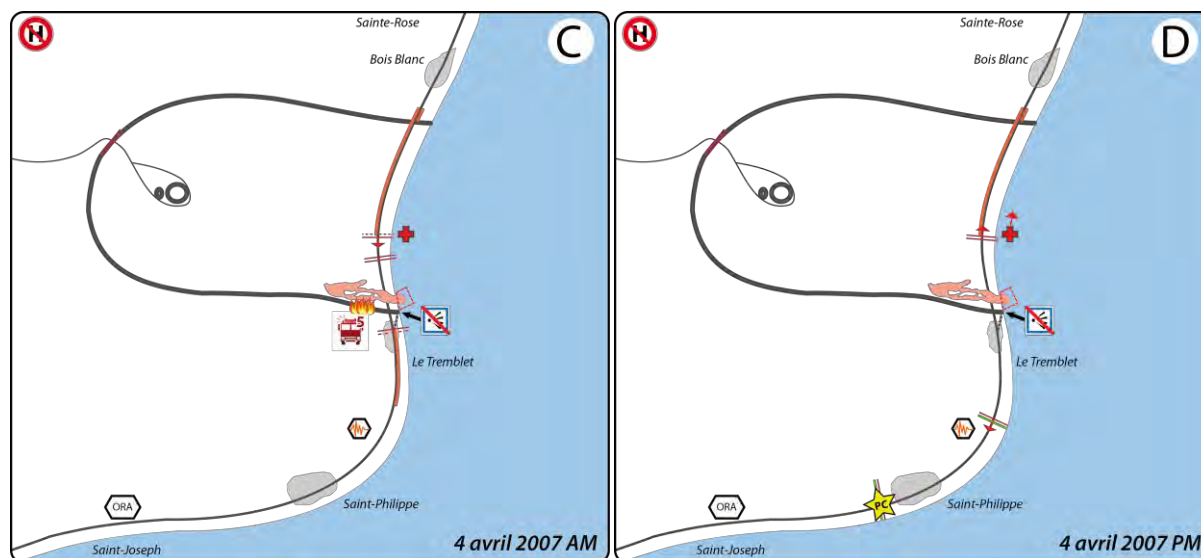 H
C
Sainte-Rose
Bois Blanc
5
Le Tremblet
Saint-Philippe
ORA
Saint-Joseph
4 avril 2007 AM
H
D
Sainte-Rose
Bois Blanc
Le Tremblet
PC
Saint-Philippe
ORA
Saint-Joseph
4 avril 2007 PM